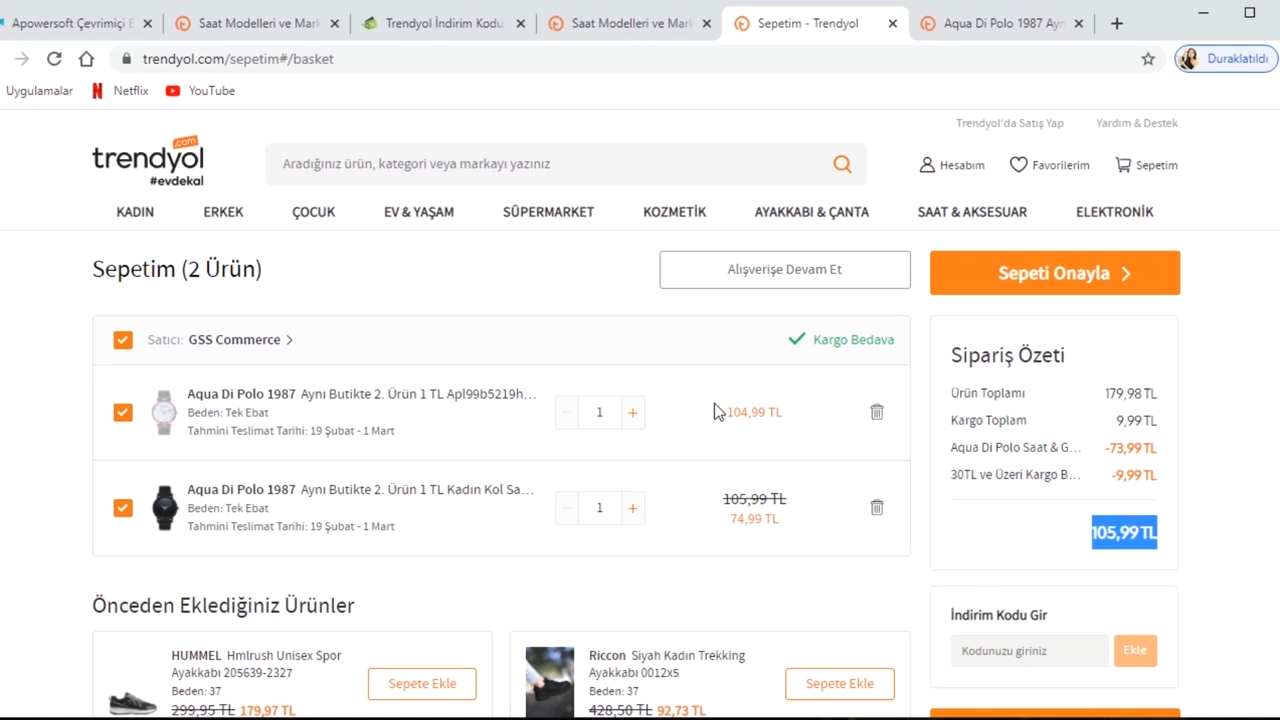 Apowersoft Çevrimiçi E
Saat Modelleri ve Mark
Trendyol İndirim Kodu
Saat Modelleri ve Mark
Sepetim - Trendyol
Aqua Di Polo 1987 Ayn
trendyol.com/sepetim#/basket
Duraklatıldı
Uygulamalar
Netflix
YouTube
Trendyol'da Satış Yap
Yardım & Destek
.com
trendyol
#evdekal
Aradığınız ürün, kategori veya markayı yazınız
Hesabım
Favorilerim
Sepetim
KADIN
ERKEK
ÇOCUK
EV & YAŞAM
SÜPERMARKET
KOZMETİK
AYAKKABI & ÇANTA
SAAT & AKSESUAR
ELEKTRONİK
Sepetim (2 Ürün)
Alışverişe Devam Et
Sepeti Onayla
Satıcı: GSS Commerce
Kargo Bedava
Aqua Di Polo 1987 Aynı Butikte 2. Ürün 1 TL Apl99b5219h...
Beden: Tek Ebat
Tahmini Teslimat Tarihi: 19 Şubat - 1 Mart
1
104,99 TL
Aqua Di Polo 1987 Aynı Butikte 2. Ürün 1 TL Kadın Kol Sa...
Beden: Tek Ebat
Tahmini Teslimat Tarihi: 19 Şubat - 1 Mart
1
105,99 TL
74,99 TL
Sipariş Özeti
Ürün Toplamı 179,98 TL
Kargo Toplam 9,99 TL
Aqua Di Polo Saat & G... -73,99 TL
30TL ve Üzeri Kargo B... -9,99 TL
105,99 TL
İndirim Kodu Gir
Kodunuzu giriniz
Ekle
Önceden Eklediğiniz Ürünler
HUMMEL Hmlrush Unisex Spor
Ayakkabı 205639-2327
Beden: 37
299,95 TL 179,97 TL
Sepete Ekle
Riccon Siyah Kadın Trekking
Ayakkabı 0012x5
Beden: 37
428,50 TL 92,73 TL
Sepete Ekle